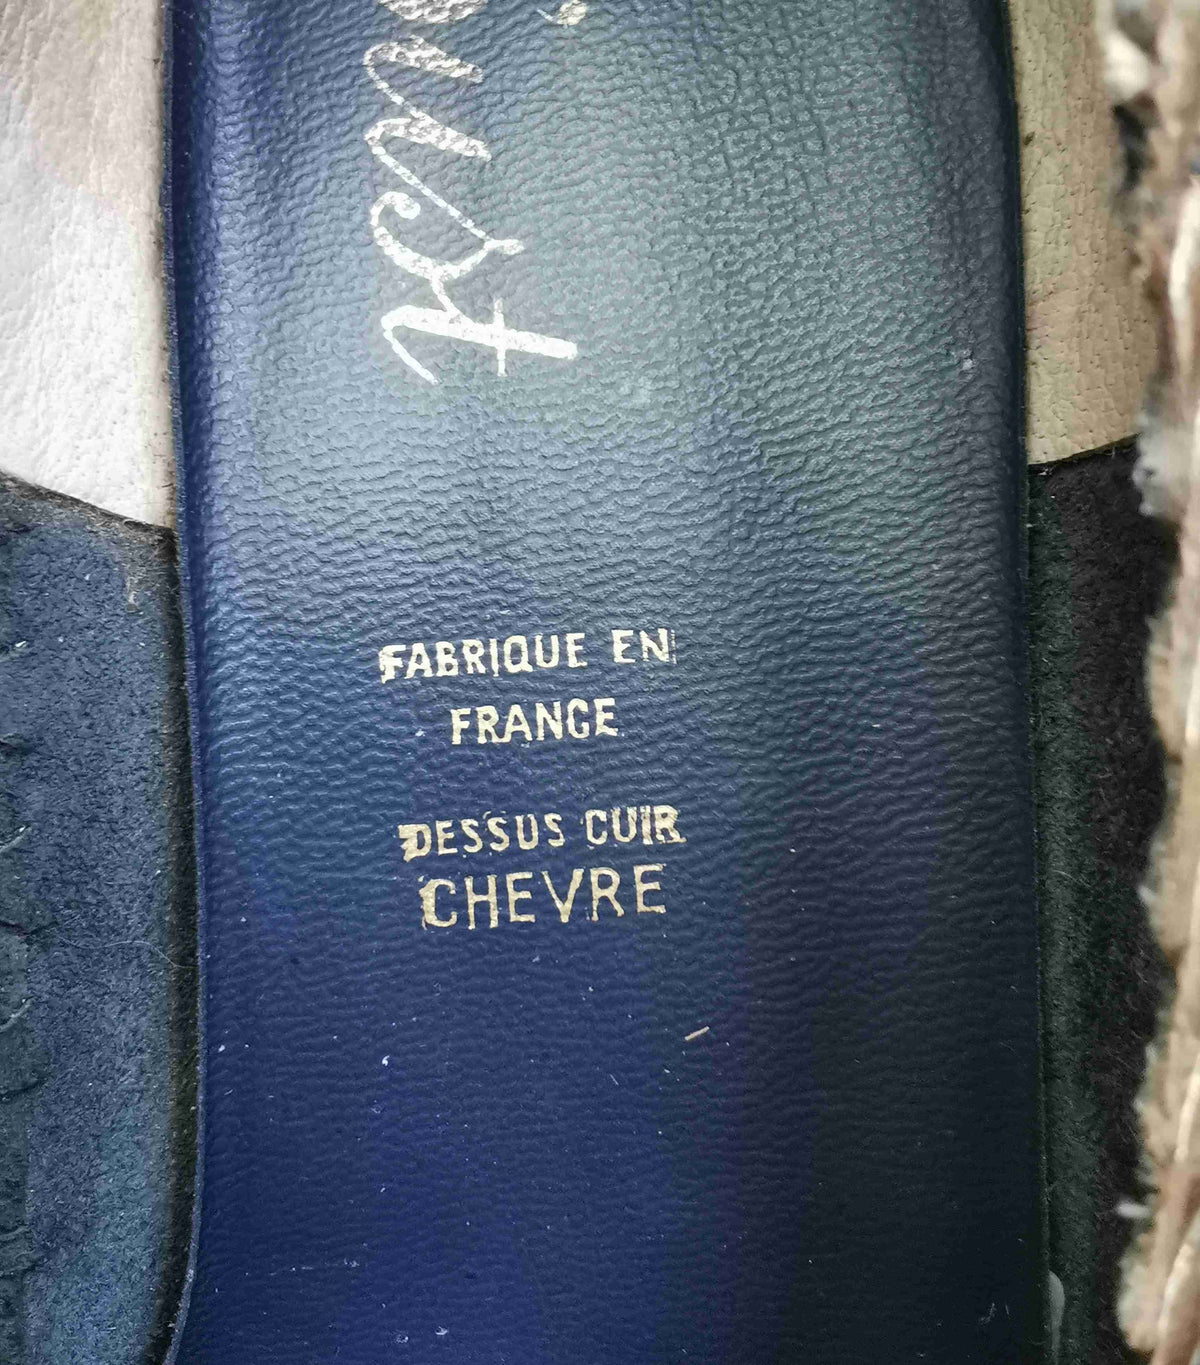 FABRIQUE EN
FRANCE
DESSUS CUIR
CHEVRE